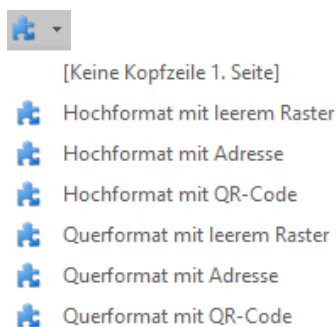 [Keine Kopfzeile 1. Seite]
Hochformat mit leerem Raster
Hochformat mit Adresse
Hochformat mit QR-Code
Querformat mit leerem Raster
Querformat mit Adresse
Querformat mit QR-Code